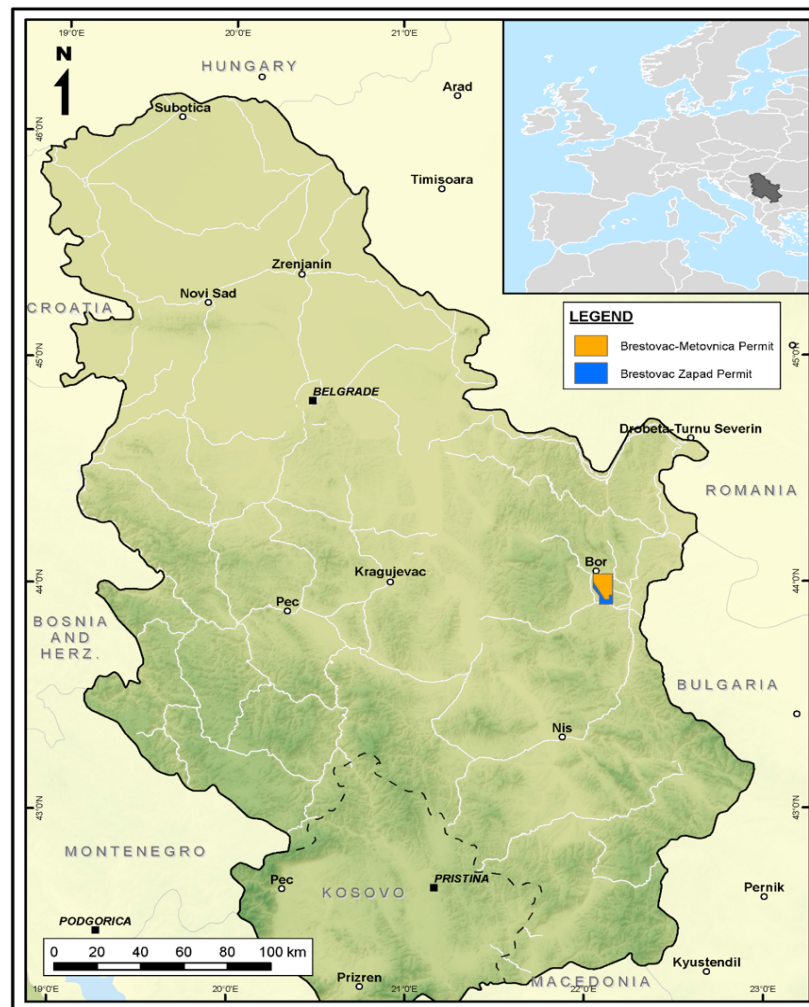 19°0'E
20°0'E
21°0'E
N
HUNGARY
Arad
Subotica
46°0'N
46°0'N
Timisoara
Zrenjanin
Novi Sad
CROATIA
LEGEND
Brestovac-Metovnica Permit
Brestovac Zapad Permit
45°0'N
45°0'N
BELGRADE
Drobeta-Turnu Severin
ROMANIA
Bor
Kragujevac
44°0'N
44°0'N
Pec
BOSNIA
AND
HERZ.
BULGARIA
Nis
43°0'N
43°0'N
MONTENEGRO
Pec
KOSOVO
PRISTINA
Pernik
PODGORICA
0 20 40 60 80 100 km
Prizren
MACEDONIA
Kyustendil
19°0'E
20°0'E
21°0'E
22°0'E
23°0'E